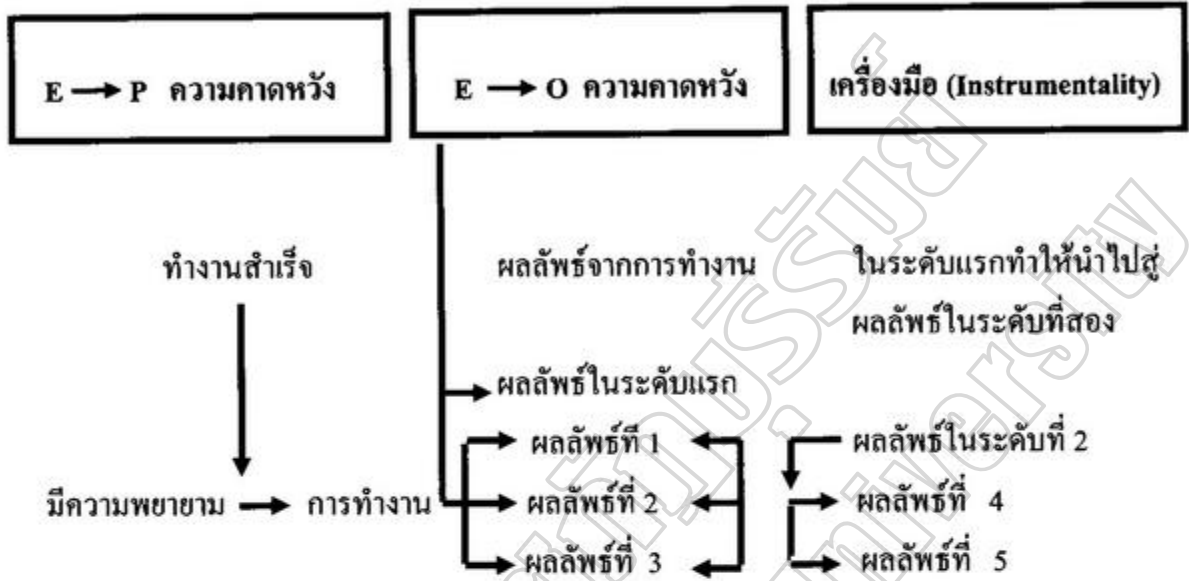 E → P ความคาดหวัง
E → O ความคาดหวัง
เครื่องมือ (Instrumentality)
ทำงานสำเร็จ
ผลลัพธ์จากการทำงาน
ในระดับแรกทำให้นำไปสู่
ผลลัพธ์ในระดับที่สอง
ผลลัพธ์ในระดับแรก
ผลลัพธ์ที่ 1
ผลลัพธ์ในระดับที่ 2
มีความพยายาม → การทำงาน
ผลลัพธ์ที่ 2
ผลลัพธ์ที่ 4
ผลลัพธ์ที่ 3
ผลลัพธ์ที่ 5
University